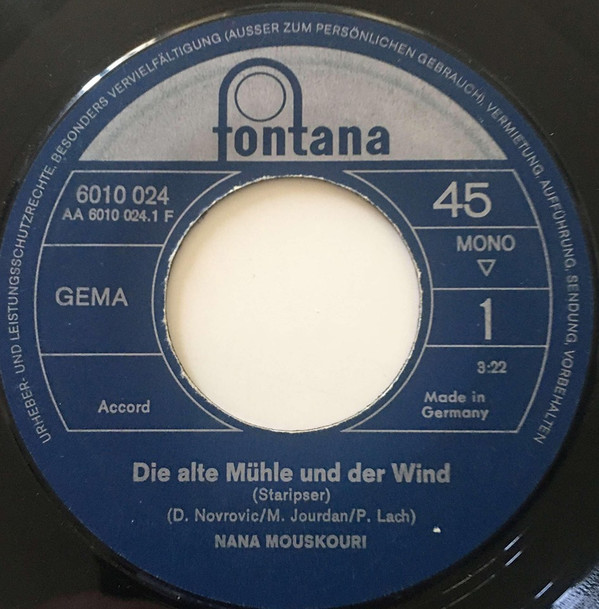 URHEBER- UND LEISTUNGSSCHUTZRECHTE, BESONDERS VERVIELFÄLTIGUNG (AUSSER ZUM PERSÖNLICHEN GEBRAUCH), VERMIETUNG, AUFFÜHRUNG, SENDUNG, VORBEHALTEN
fontana
6010 024
AA 6010 024.1 F
45
MONO
GEMA
1
3:22
Accord
Made in
Germany
Die alte Mühle und der Wind
(Staripser)
(D. Novrovic/M. Jourdan/P. Lach)
NANA MOUSKOURI